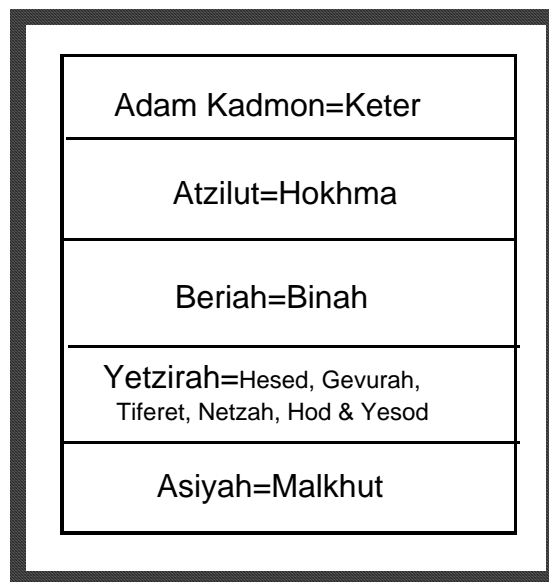 Adam Kadmon=Keter
Atzilut=Hokhma
Beriah=Binah
Yetzirah=Hesed, Gevurah,
Tiferet, Netzah, Hod & Yesod
Asiyah=Malkhut